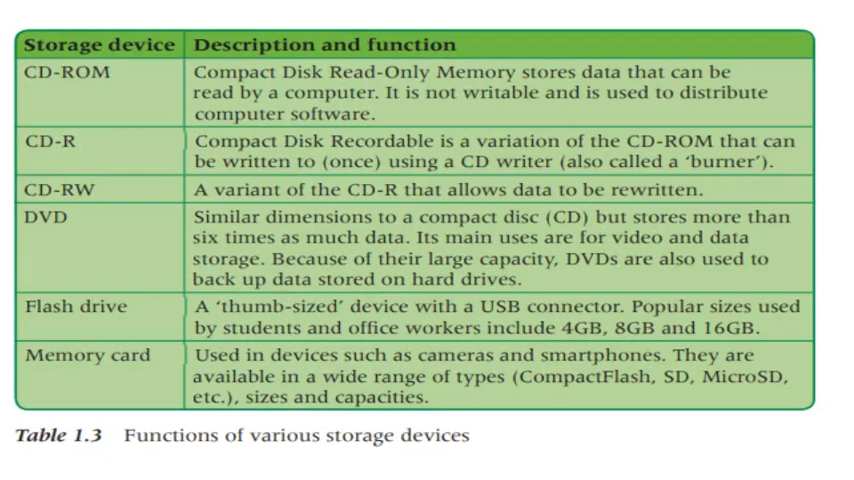 Storage device Description and function
CD-ROM Compact Disk Read-Only Memory stores data that can be
read by a computer. It is not writable and is used to distribute
computer software.
CD-R Compact Disk Recordable is a variation of the CD-ROM that can
be written to (once) using a CD writer (also called a ‘burner’).
CD-RW A variant of the CD-R that allows data to be rewritten.
DVD Similar dimensions to a compact disc (CD) but stores more than
six times as much data. Its main uses are for video and data
storage. Because of their large capacity, DVDs are also used to
back up data stored on hard drives.
Flash drive A ‘thumb-sized’ device with a USB connector. Popular sizes used
by students and office workers include 4GB, 8GB and 16GB.
Memory card Used in devices such as cameras and smartphones. They are
available in a wide range of types (CompactFlash, SD, MicroSD,
etc.), sizes and capacities.
Table 1.3 Functions of various storage devices